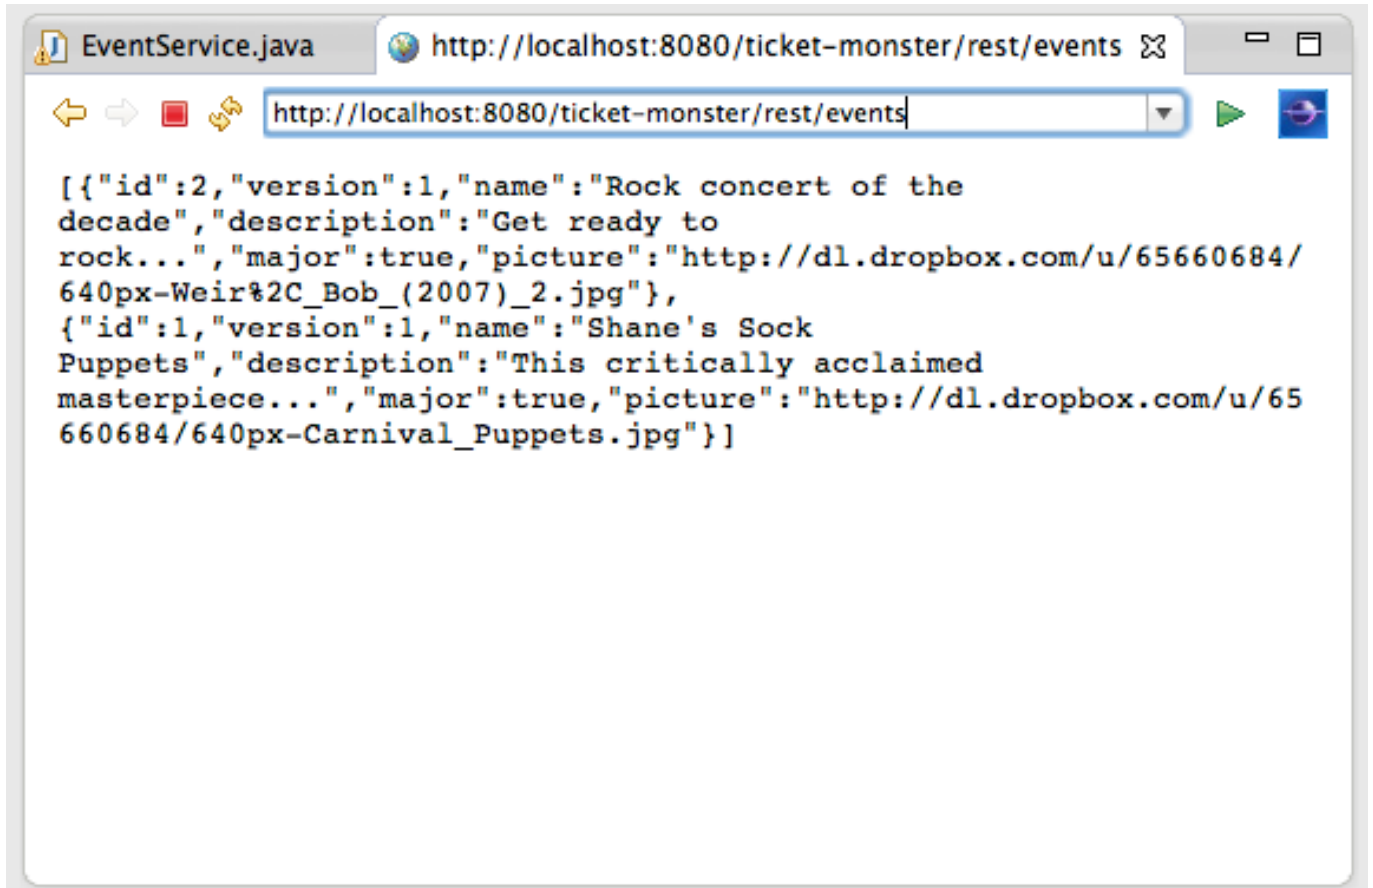 EventService.java
http://localhost:8080/ticket-monster/rest/events
http://localhost:8080/ticket-monster/rest/events
[{"id":2,"version":1,"name":"Rock concert of the
decade","description":"Get ready to
rock...","major":true,"picture":"http://dl.dropbox.com/u/65660684/
640px-Weir%2C_Bob_(2007)_2.jpg"},
{"id":1,"version":1,"name":"Shane's Sock
Puppets","description":"This critically acclaimed
masterpiece...","major":true,"picture":"http://dl.dropbox.com/u/65
660684/640px-Carnival_Puppets.jpg"}]